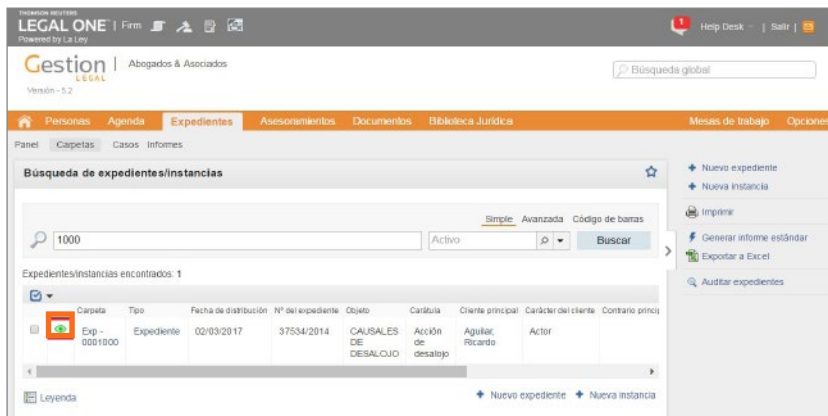 THOMSON REUTERS
LEGAL ONE | Firm
Powered by La Ley
1
Help Desk | Salir |
Gestion LEGAL | Abogados & Asociados
Versión - 5.2
Búsqueda global
Personas Agenda Expedientes Asesoramientos Documentos Biblioteca Jurídica Mesas de trabajo Opciones
Panel Carpetas Casos Informes
Búsqueda de expedientes/instancias
Simple Avanzada Código de barras
1000 Activo Buscar
Expedientes/instancias encontrados: 1
Carpeta Tipo Fecha de distribución Nº del expediente Objeto Carátula Cliente principal Carácter del cliente Contrario princip
Exp - 0001000 Expediente 02/03/2017 37534/2014 CAUSALES DE DESALOJO Acción de desalojo Aguilar, Ricardo Actor
Leyenda
Nuevo expediente Nueva instancia
Nuevo expediente
Nueva instancia
Imprimir
Generar informe estándar
Exportar a Excel
Auditar expedientes